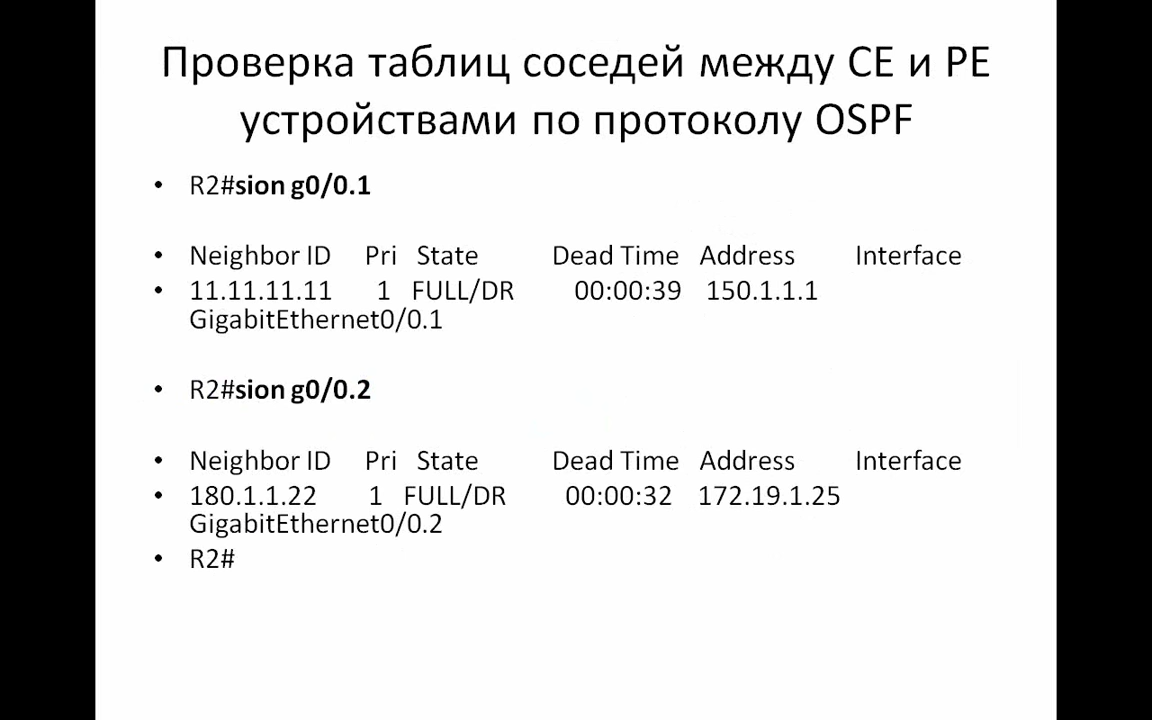 Проверка таблиц соседей между CE и PE
устройствами по протоколу OSPF
• R2#sion g0/0.1
• Neighbor ID Pri State Dead Time Address Interface
• 11.11.11.11 1 FULL/DR 00:00:39 150.1.1.1
GigabitEthernet0/0.1
• R2#sion g0/0.2
• Neighbor ID Pri State Dead Time Address Interface
• 180.1.1.22 1 FULL/DR 00:00:32 172.19.1.25
GigabitEthernet0/0.2
• R2#